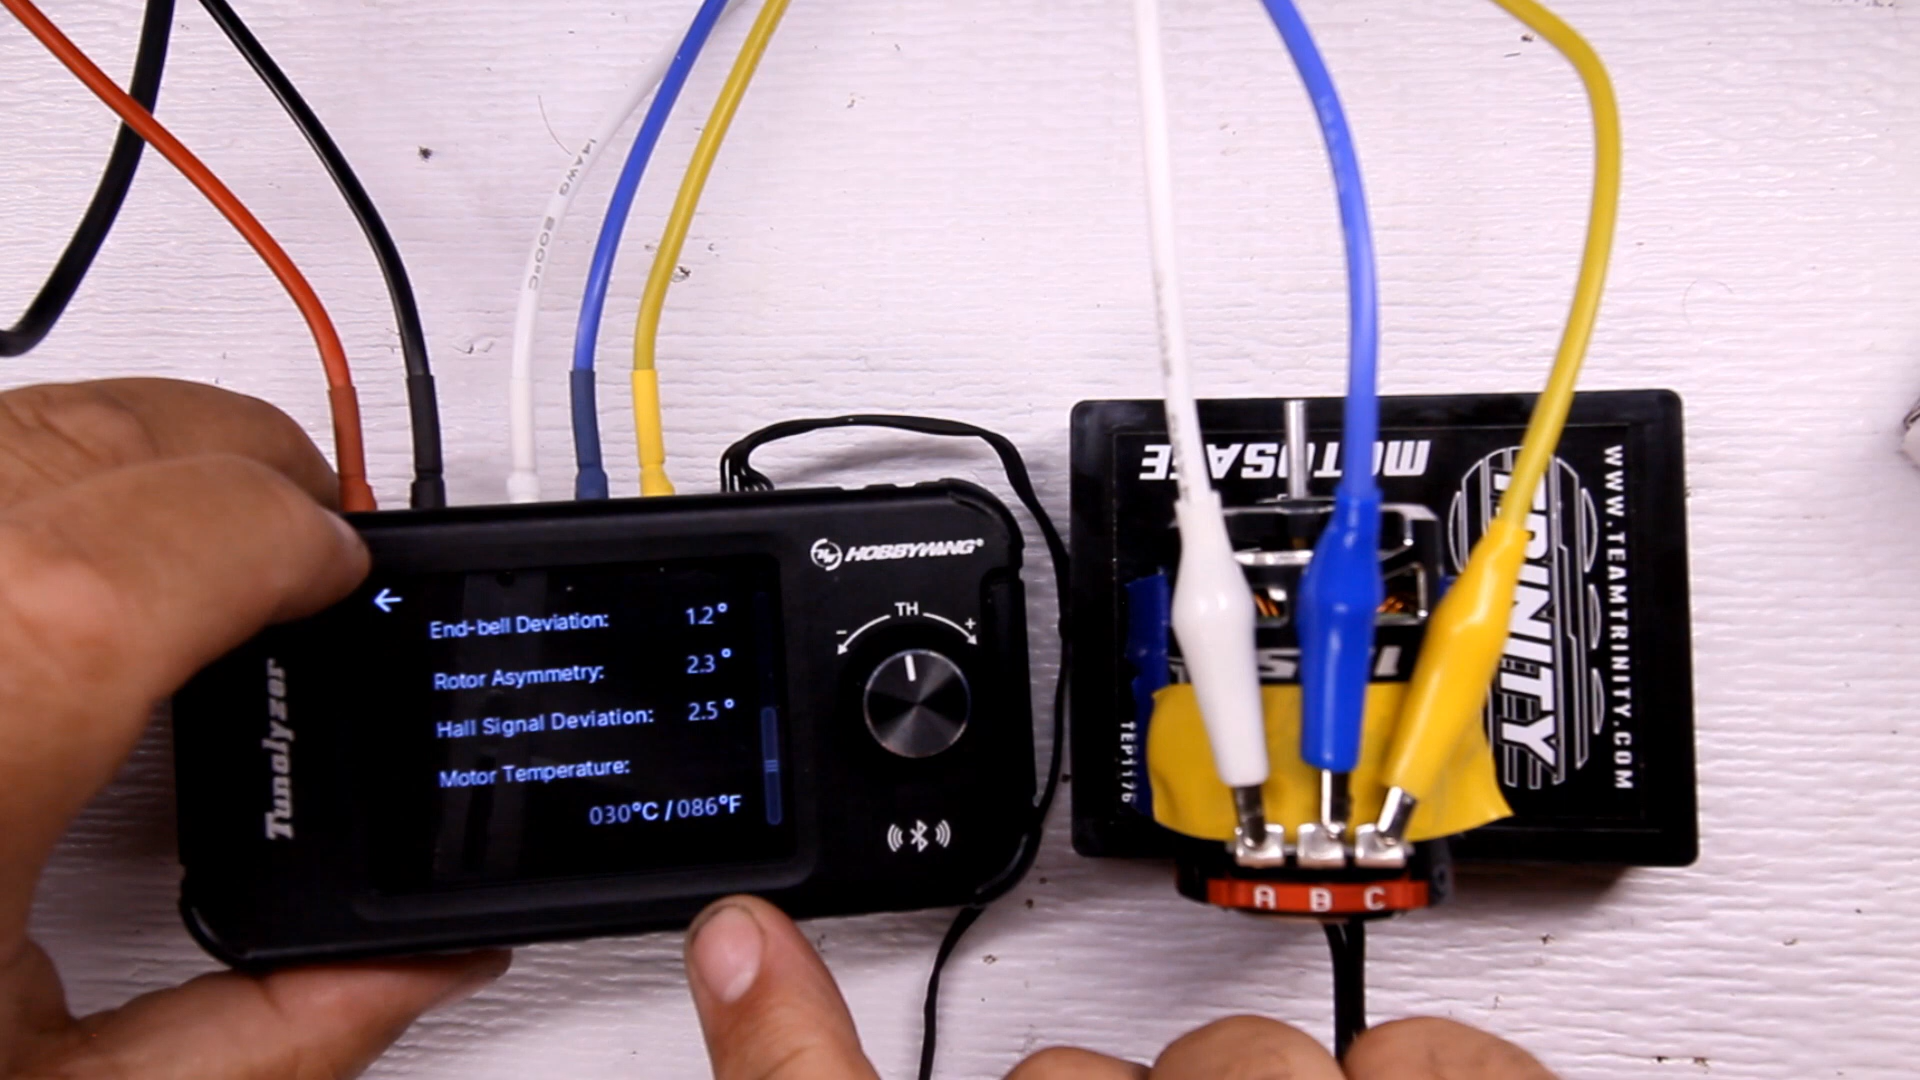 14AWG 200°C
HOBBYWING®
TH
- +
Tunalyzer
End-bell Deviation: 1.2°
Rotor Asymmetry: 2.3 °
Hall Signal Deviation: 2.5 °
Motor Temperature:
030°C / 086°F
TRINITY
WWW.TEAMTRINITY.COM
TEP1176
A B C